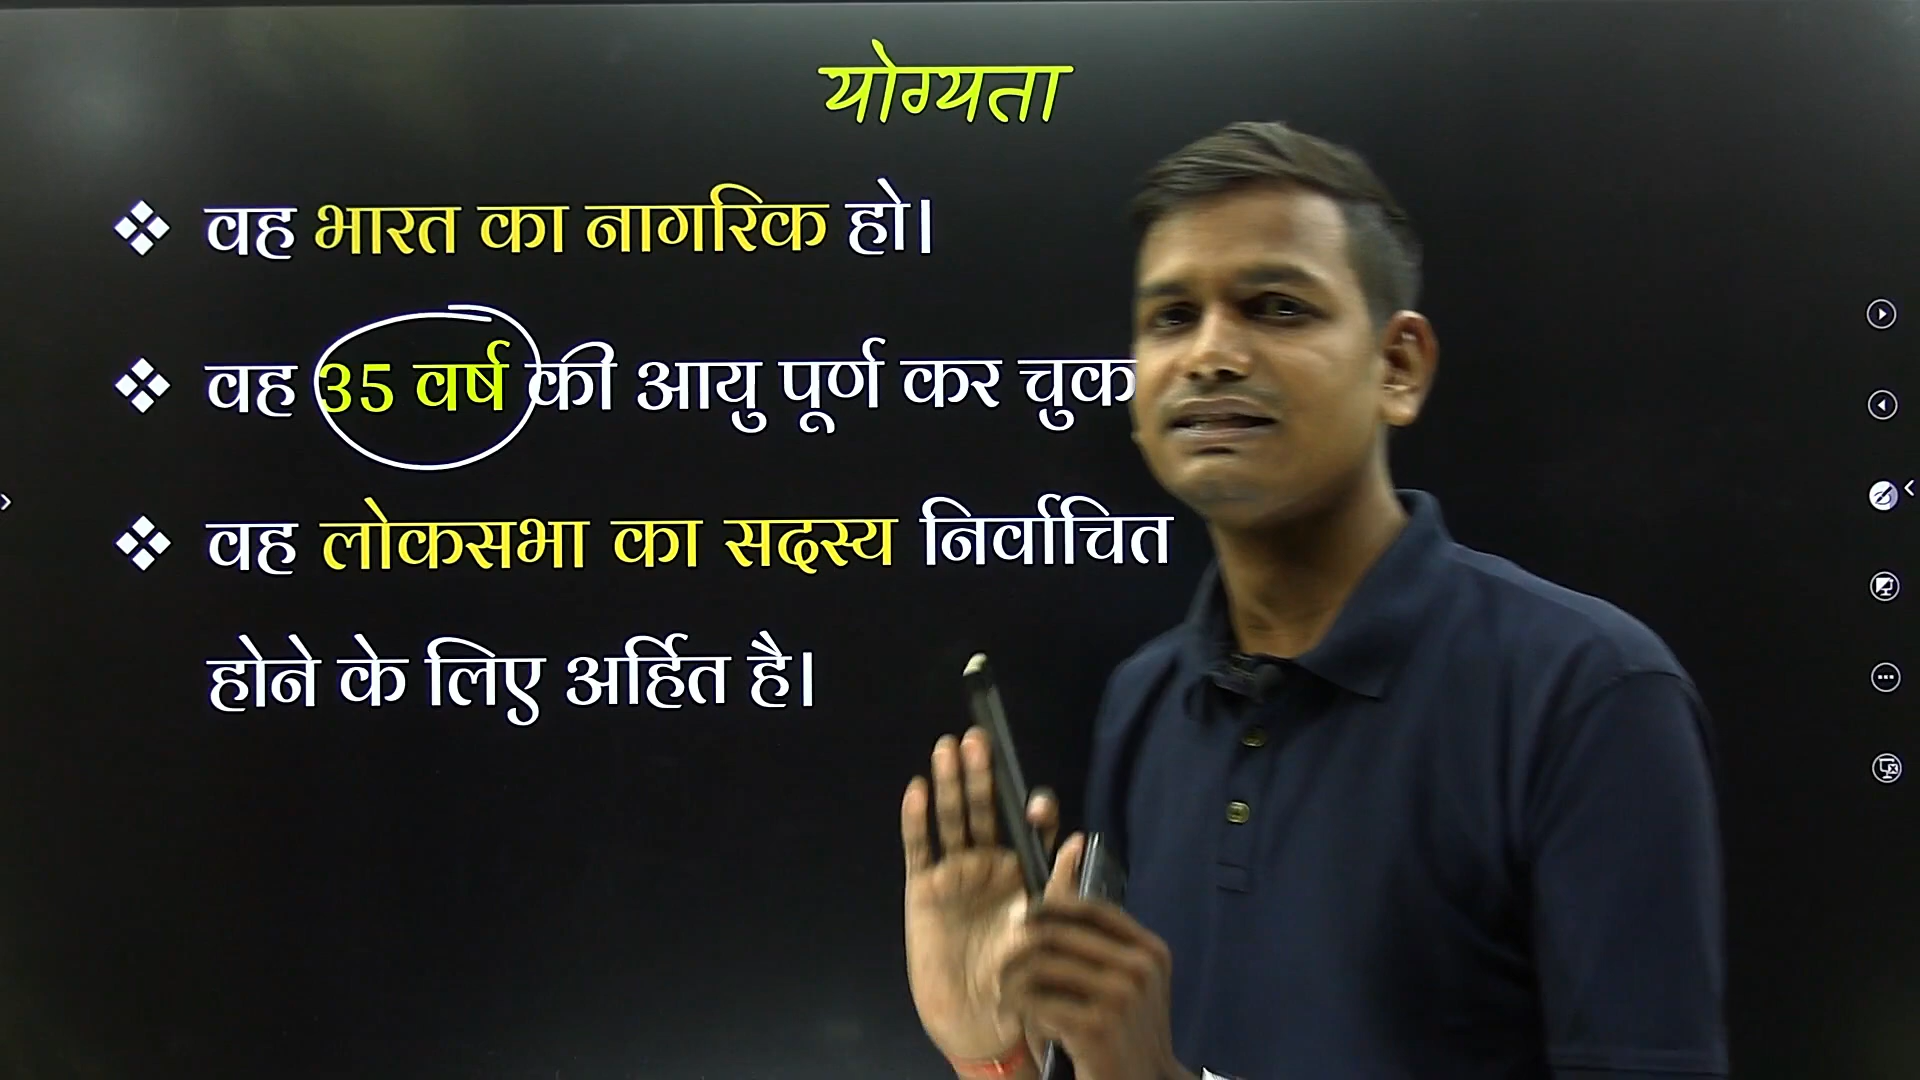 योग्यता
❖ वह भारत का नागरिक हो।
❖ वह 35 वर्ष की आयु पूर्ण कर
❖ वह लोकसभा का सदस्य निर्वाचित
होने के लिए अर्हित है।